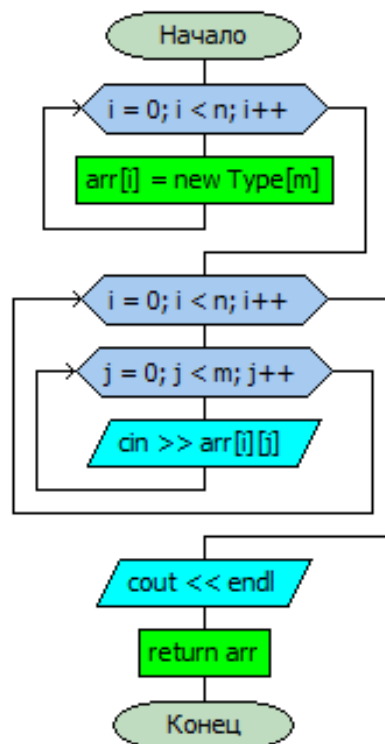 Начало
i = 0; i < n; i++
arr[i] = new Type[m]
i = 0; i < n; i++
j = 0; j < m; j++
cin >> arr[i][j]
cout << endl
return arr
Конец